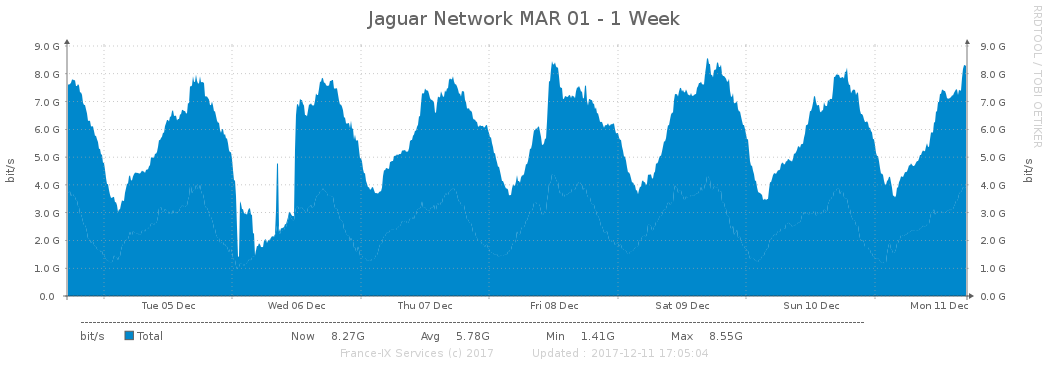 Jaguar Network MAR 01 - 1 Week
RRDTOOL / TOBI OETIKER
bit/s
9.0 G
8.0 G
7.0 G
6.0 G
5.0 G
4.0 G
3.0 G
2.0 G
1.0 G
0.0
9.0 G
8.0 G
7.0 G
6.0 G
5.0 G
4.0 G
3.0 G
2.0 G
1.0 G
0.0 G
bit/s
Tue 05 Dec Wed 06 Dec Thu 07 Dec Fri 08 Dec Sat 09 Dec Sun 10 Dec Mon 11 Dec
bit/s Total Now 8.27G Avg 5.78G Min 1.41G Max 8.55G
France-IX Services (c) 2017 Updated : 2017-12-11 17:05:04